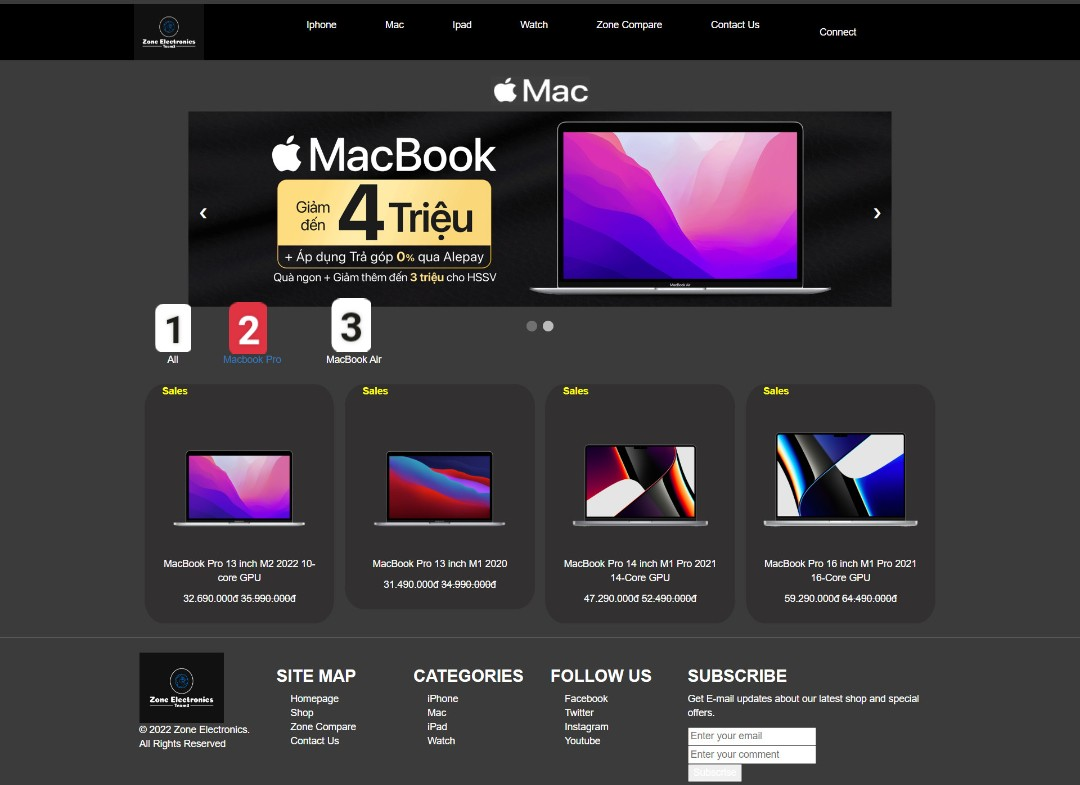 Zone Electronics
Team3
Iphone
Mac
Ipad
Watch
Zone Compare
Contact Us
Connect
Mac
MacBook
Giảm đến 4 Triệu
+ Áp dụng Trả góp 0% qua Alepay
Quà ngon + Giảm thêm đến 3 triệu cho HSSV
MacBook Air
1
2
3
All
Macbook Pro
MacBook Air
Sales
MacBook Pro 13 inch M2 2022 10-
core GPU
32.690.000đ 35.990.000đ
Sales
MacBook Pro 13 inch M1 2020
31.490.000đ 34.990.000đ
Sales
MacBook Pro 14 inch M1 Pro 2021
14-Core GPU
47.290.000đ 52.490.000đ
Sales
MacBook Pro 16 inch M1 Pro 2021
16-Core GPU
59.290.000đ 64.490.000đ
Zone Electronics
Team3
© 2022 Zone Electronics.
All Rights Reserved
SITE MAP
Homepage
Shop
Zone Compare
Contact Us
CATEGORIES
iPhone
Mac
iPad
Watch
FOLLOW US
Facebook
Twitter
Instagram
Youtube
SUBSCRIBE
Get E-mail updates about our latest shop and special
offers.
Enter your email
Enter your comment
Subscribe